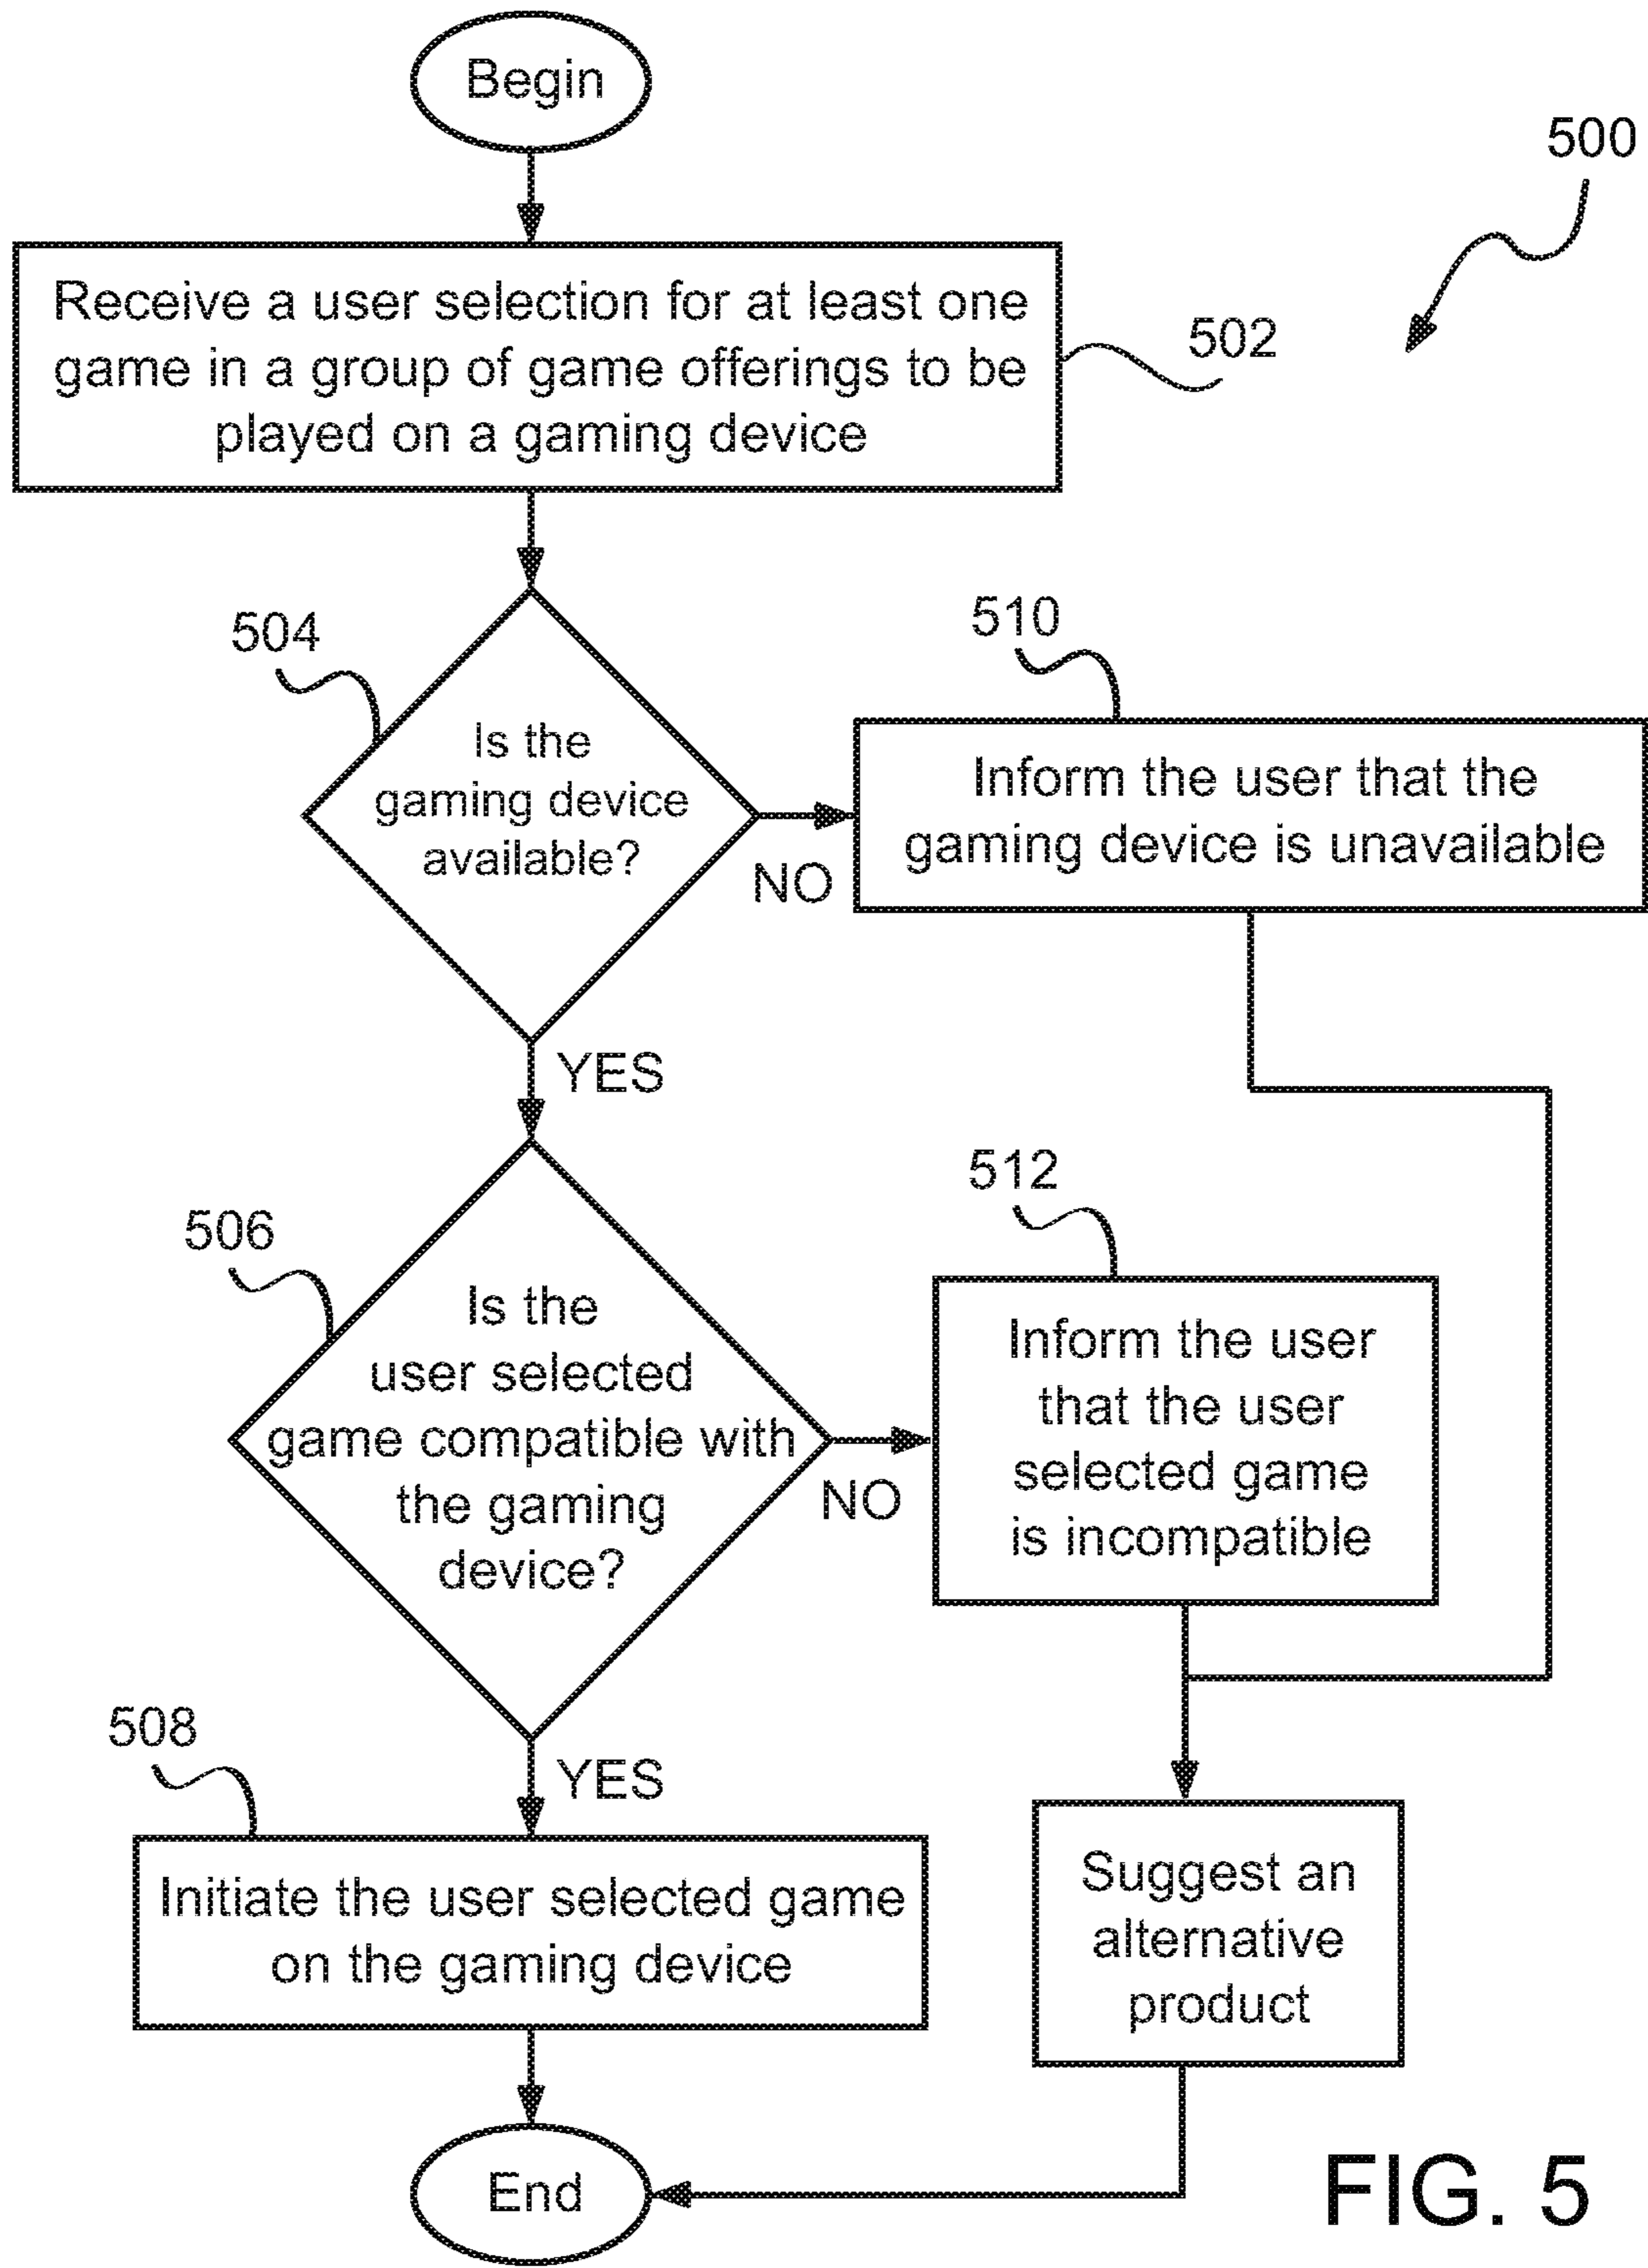 Begin
500
Receive a user selection for at least one
game in a group of game offerings to be
played on a gaming device
502
504
Is the
gaming device
available?
NO
510
Inform the user that the
gaming device is unavailable
YES
506
Is the
user selected
game compatible with
the gaming
device?
NO
512
Inform the user
that the user
selected game
is incompatible
YES
508
Initiate the user selected game
on the gaming device
Suggest an
alternative
product
End
FIG. 5